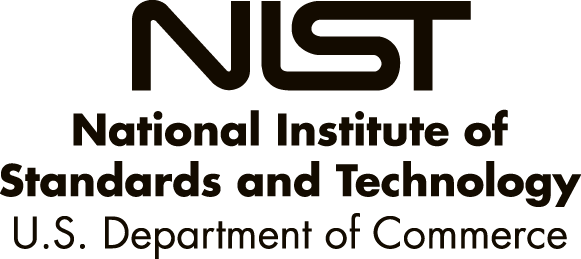 NIST
National Institute of
Standards and Technology
U.S. Department of Commerce